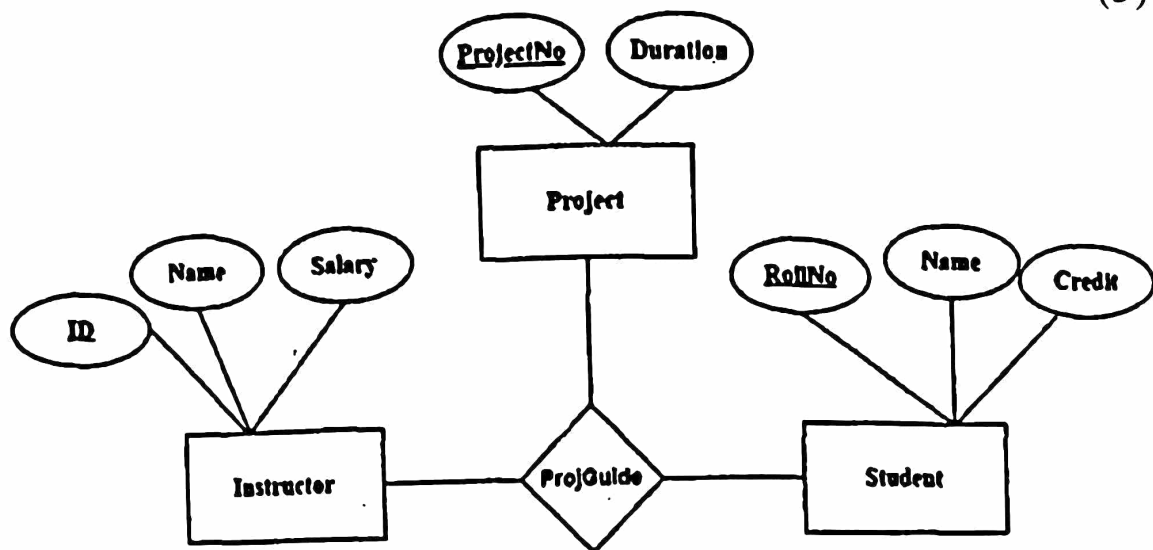 ProjectNo Duration
Project
Name Salary
RollNo Name Credit
ID
Instructor ProjGuide Student